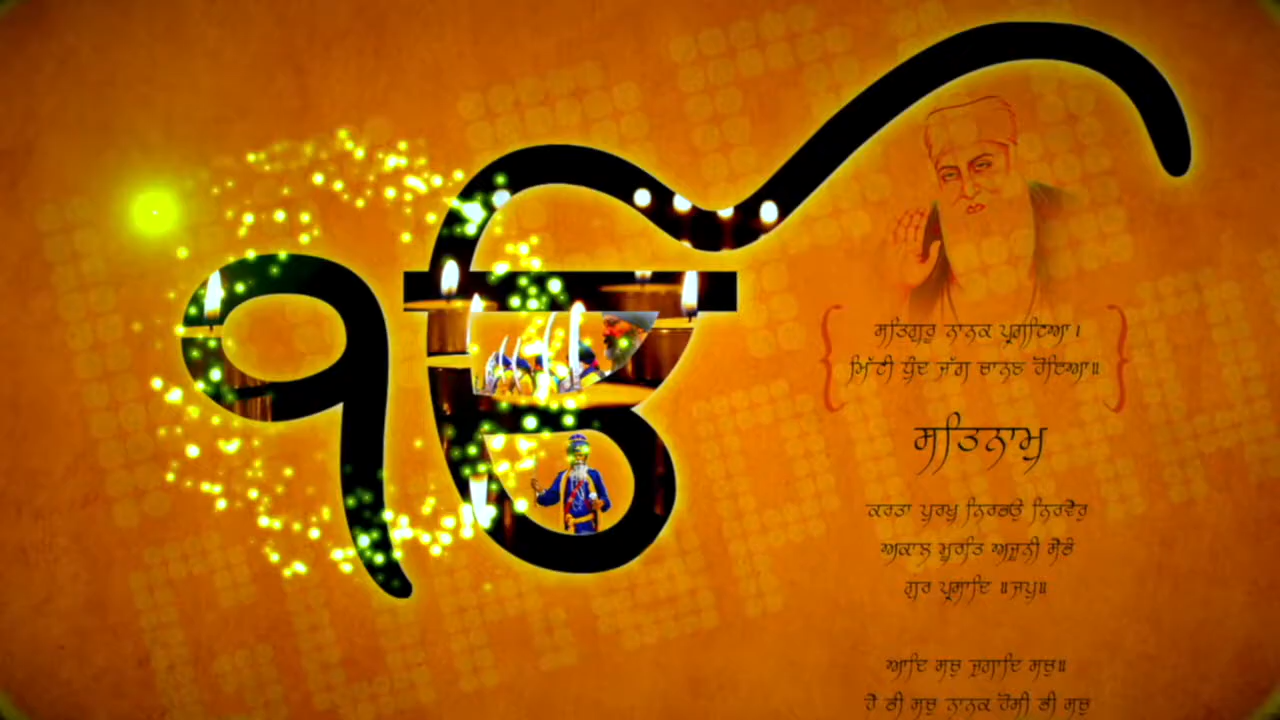 ੴ
ਸਤਿਗੁਰੂ ਨਾਨਕ ਪ੍ਰਗਟਿਆ ।
ਮਿੱਟੀ ਧੁੰਦ ਜੱਗ ਚਾਨਣ ਹੋਇਆ॥
ਸਤਿਨਾਮੁ
ਕਰਤਾ ਪੁਰਖੁ ਨਿਰਭਉ ਨਿਰਵੈਰੁ
ਅਕਾਲ ਮੂਰਤਿ ਅਜੂਨੀ ਸੈਭੰ
ਗੁਰ ਪ੍ਰਸਾਦਿ ॥ਜਪੁ॥
ਆਦਿ ਸਚੁ ਜੁਗਾਦਿ ਸਚੁ॥
ਹੈ ਭੀ ਸਚੁ ਨਾਨਕ ਹੋਸੀ ਭੀ ਸਚੁ